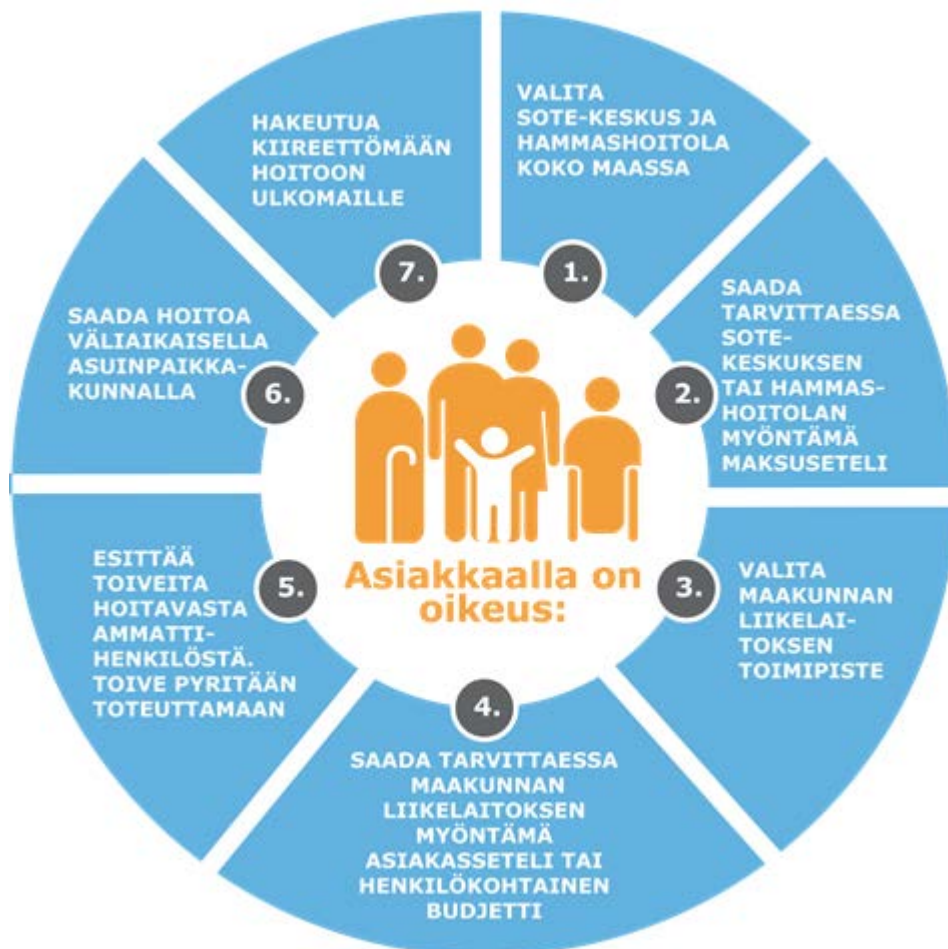 Asiakkaalla on
oikeus:
1.
VALITA
SOTE-KESKUS JA
HAMMASHOITOLA
KOKO MAASSA
2.
SAADA
TARVITTAESSA
SOTE-
KESKUKSEN
TAI HAMMAS-
HOITOLAN
MYÖNTÄMÄ
MAKSUSETELI
3.
VALITA
MAAKUNNAN
LIIKELAI-
TOKSEN
TOIMIPISTE
4.
SAADA TARVITTAESSA
MAAKUNNAN
LIIKELAITOKSEN
MYÖNTÄMÄ
ASIAKASSETELI TAI
HENKILÖKOHTAINEN
BUDJETTI
5.
ESITTÄÄ
TOIVEITA
HOITAVASTA
AMMATTI-
HENKILÖSTÄ.
TOIVE PYRITÄÄN
TOTEUTTAMAAN
6.
SAADA HOITOA
VÄLIAIKAISELLA
ASUINPAIKKA-
KUNNALLA
7.
HAKEUTUA
KIIREETTÖMÄÄN
HOITOON
ULKOMAILLE